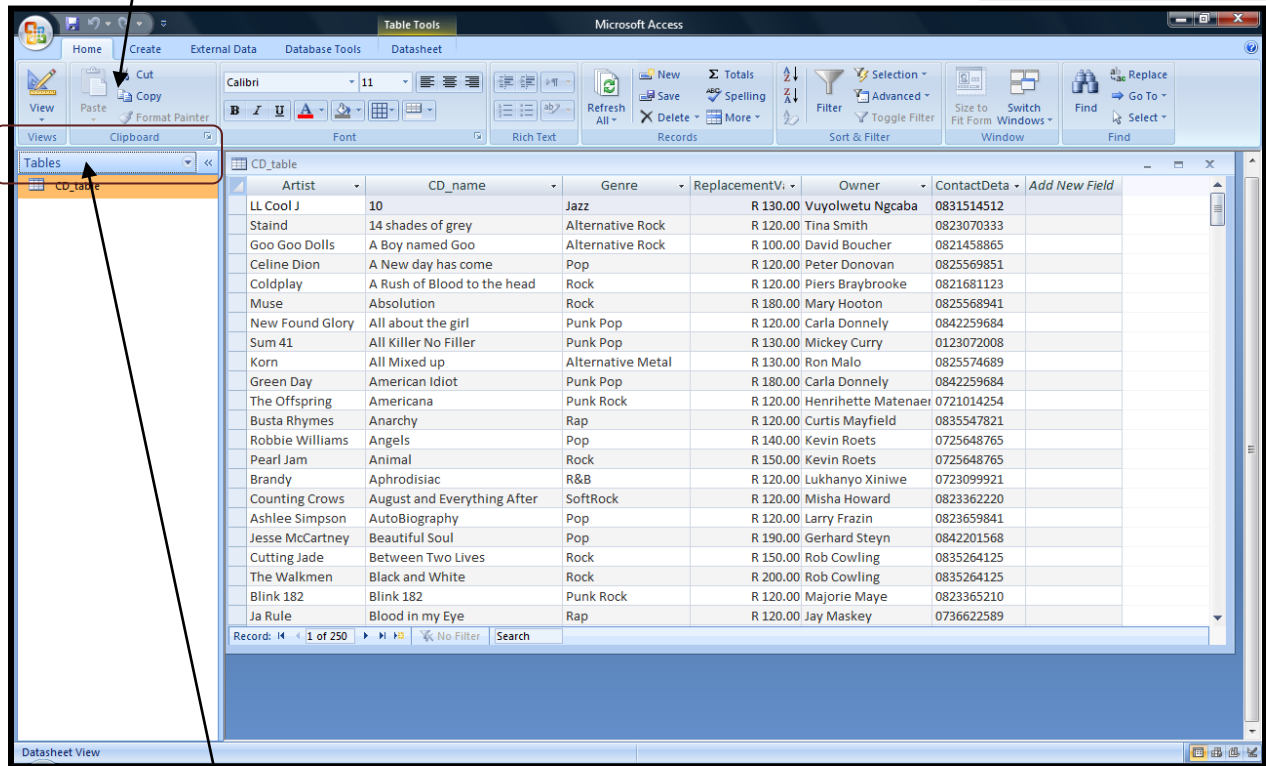 Table Tools Microsoft Access
Home Create External Data Database Tools Datasheet
View Paste Cut Copy Format Painter
Calibri 11
B I U A
Refresh All New Save Delete Totals Spelling More
Filter Selection Advanced Toggle Filter
Size to Fit Form Switch Windows
Find Replace Go To Select
Views Clipboard Font Rich Text Records Sort & Filter Window Find
Tables
CD_table
CD_table
Artist CD_name Genre ReplacementVa Owner ContactDeta Add New Field
LL Cool J 10 Jazz R 130.00 Vuyolwetu Ngcaba 0831514512
Staind 14 shades of grey Alternative Rock R 120.00 Tina Smith 0823070333
Goo Goo Dolls A Boy named Goo Alternative Rock R 100.00 David Boucher 0821458865
Celine Dion A New day has come Pop R 120.00 Peter Donovan 0825569851
Coldplay A Rush of Blood to the head Rock R 120.00 Piers Braybrooke 0821681123
Muse Absolution Rock R 180.00 Mary Hooton 0825568941
New Found Glory All about the girl Punk Pop R 120.00 Carla Donnely 0842259684
Sum 41 All Killer No Filler Punk Pop R 130.00 Mickey Curry 0123072008
Korn All Mixed up Alternative Metal R 130.00 Ron Malo 0825574689
Green Day American Idiot Punk Pop R 180.00 Carla Donnely 0842259684
The Offspring Americana Punk Rock R 120.00 Henrihette Matenaer 0721014254
Busta Rhymes Anarchy Rap R 120.00 Curtis Mayfield 0835547821
Robbie Williams Angels Pop R 140.00 Kevin Roets 0725648765
Pearl Jam Animal Rock R 150.00 Kevin Roets 0725648765
Brandy Aphrodisiac R&B R 120.00 Lukhanyo Xiniwe 0723099921
Counting Crows August and Everything After SoftRock R 120.00 Misha Howard 0823362220
Ashlee Simpson AutoBiography Pop R 120.00 Larry Frazin 0823659841
Jesse McCartney Beautiful Soul Pop R 190.00 Gerhard Steyn 0842201568
Cutting Jade Between Two Lives Rock R 150.00 Rob Cowling 0835264125
The Walkmen Black and White Rock R 200.00 Rob Cowling 0835264125
Blink 182 Blink 182 Punk Rock R 120.00 Majorie Maye 0823365210
Ja Rule Blood in my Eye Rap R 120.00 Jay Maskey 0736622589
Record: 1 of 250 No Filter Search
Datasheet View